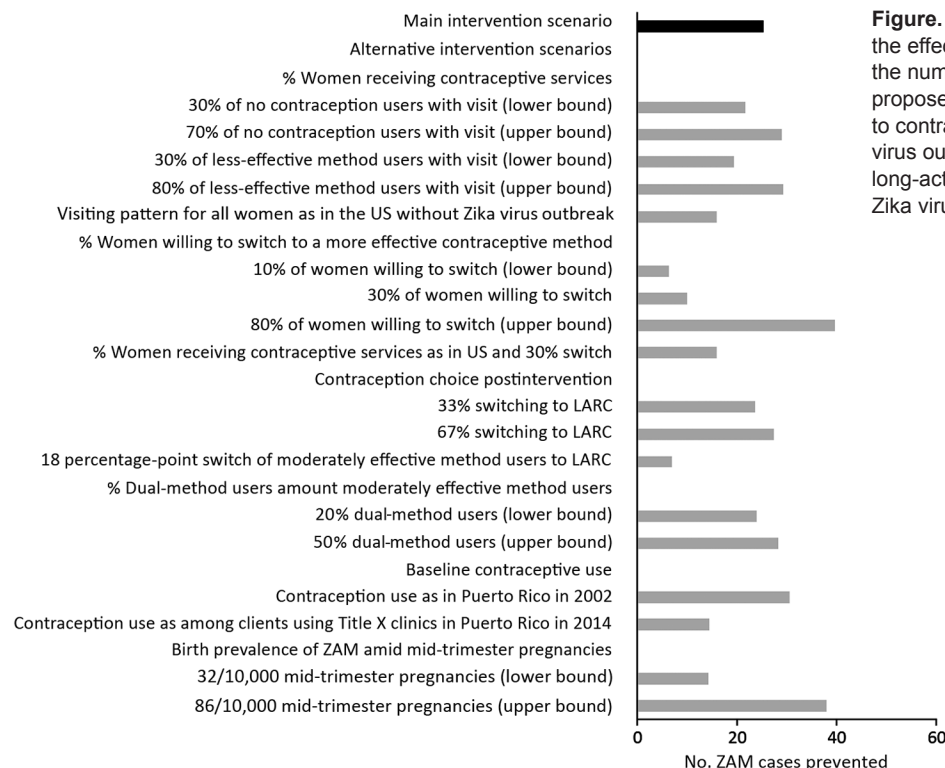 Main intervention scenario
Alternative intervention scenarios
% Women receiving contraceptive services
30% of no contraception users with visit (lower bound)
70% of no contraception users with visit (upper bound)
30% of less-effective method users with visit (lower bound)
80% of less-effective method users with visit (upper bound)
Visiting pattern for all women as in the US without Zika virus outbreak
% Women willing to switch to a more effective contraceptive method
10% of women willing to switch (lower bound)
30% of women willing to switch
80% of women willing to switch (upper bound)
% Women receiving contraceptive services as in US and 30% switch
Contraception choice postintervention
33% switching to LARC
67% switching to LARC
18 percentage-point switch of moderately effective method users to LARC
% Dual-method users amount moderately effective method users
20% dual-method users (lower bound)
50% dual-method users (upper bound)
Baseline contraceptive use
Contraception use as in Puerto Rico in 2002
Contraception use as among clients using Title X clinics in Puerto Rico in 2014
Birth prevalence of ZAM amid mid-trimester pregnancies
32/10,000 mid-trimester pregnancies (lower bound)
86/10,000 mid-trimester pregnancies (upper bound)
0 20 40 60
No. ZAM cases prevented
Figure.
the effec
the num
propose
to contra
virus ou
long-act
Zika viru